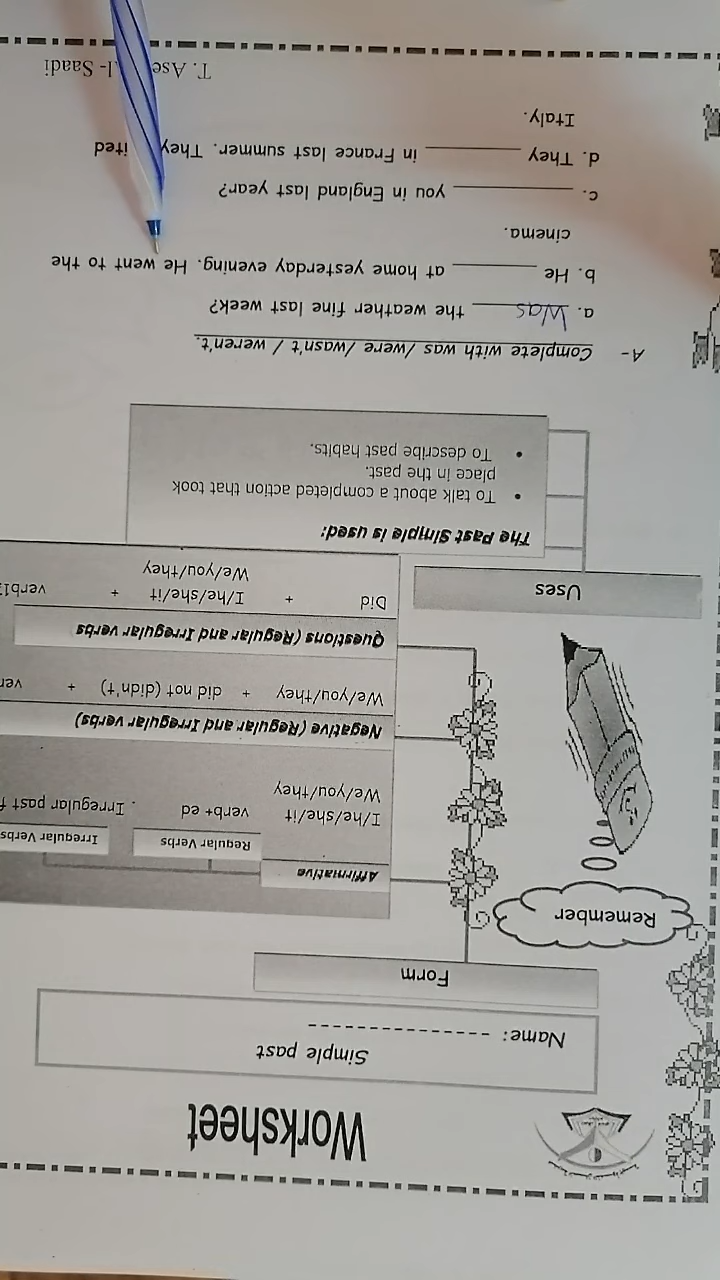 Worksheet
Simple past
Name: ----------------
Form
Remember
Affirmative
Regular Verbs
Irregular Verbs
I/he/she/it verb+ ed . Irregular past
We/you/they
Negative (Regular and Irregular verbs)
We/you/they + did not (didn't) +
Questions (Regular and Irregular verbs
Did + I/he/she/it + verb1
We/you/they
Uses
The Past Simple is used:
• To talk about a completed action that took
place in the past.
• To describe past habits.
A- Complete with was /were /wasn't / weren't.
a. Was the weather fine last week?
b. He ________ at home yesterday evening. He went to the
cinema.
c. ___________ you in England last year?
d. They _________ in France last summer. They ited
Italy.
T. Ase l- Saadi